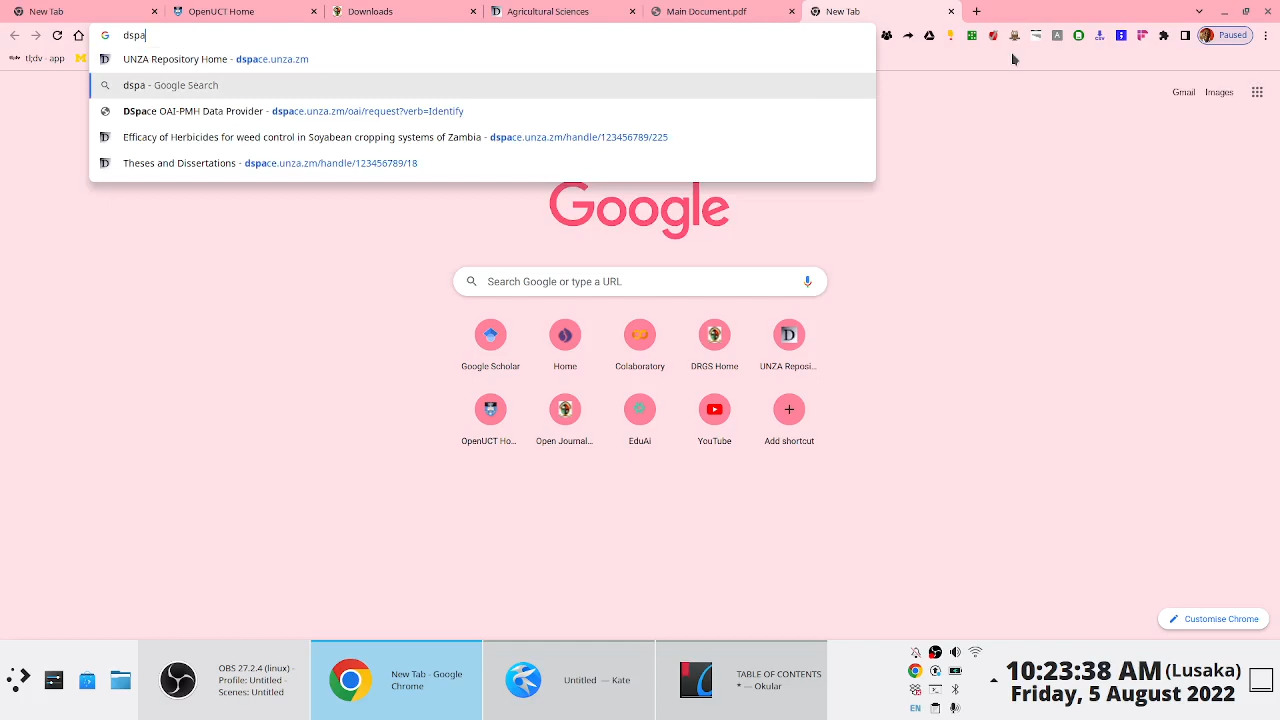 New Tab
OpenUCT Home
Downloads
Agricultural Sciences
Main Document.pdf
New Tab
dspa
tl;dv - app
Paused
UNZA Repository Home - dspace.unza.zm
dspa - Google Search
DSpace OAI-PMH Data Provider - dspace.unza.zm/oai/request?verb=Identify
Efficacy of Herbicides for weed control in Soyabean cropping systems of Zambia - dspace.unza.zm/handle/123456789/225
Theses and Dissertations - dspace.unza.zm/handle/123456789/18
Gmail Images
Google
Search Google or type a URL
Google Scholar
Home
Colaboratory
DRGS Home
UNZA Reposi...
OpenUCT Ho...
Open Journal...
EduAi
YouTube
Add shortcut
Customise Chrome
OBS 27.2.4 (linux) -
Profile: Untitled -
Scenes: Untitled
New Tab - Google
Chrome
Untitled — Kate
TABLE OF CONTENTS
* — Okular
EN
10:23:38 AM (Lusaka)
Friday, 5 August 2022